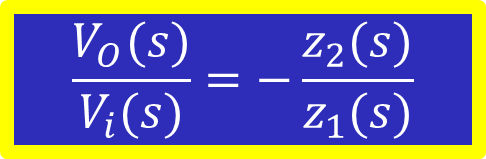 V_O(s)/V_i(s) = − z_2(s)/z_1(s)